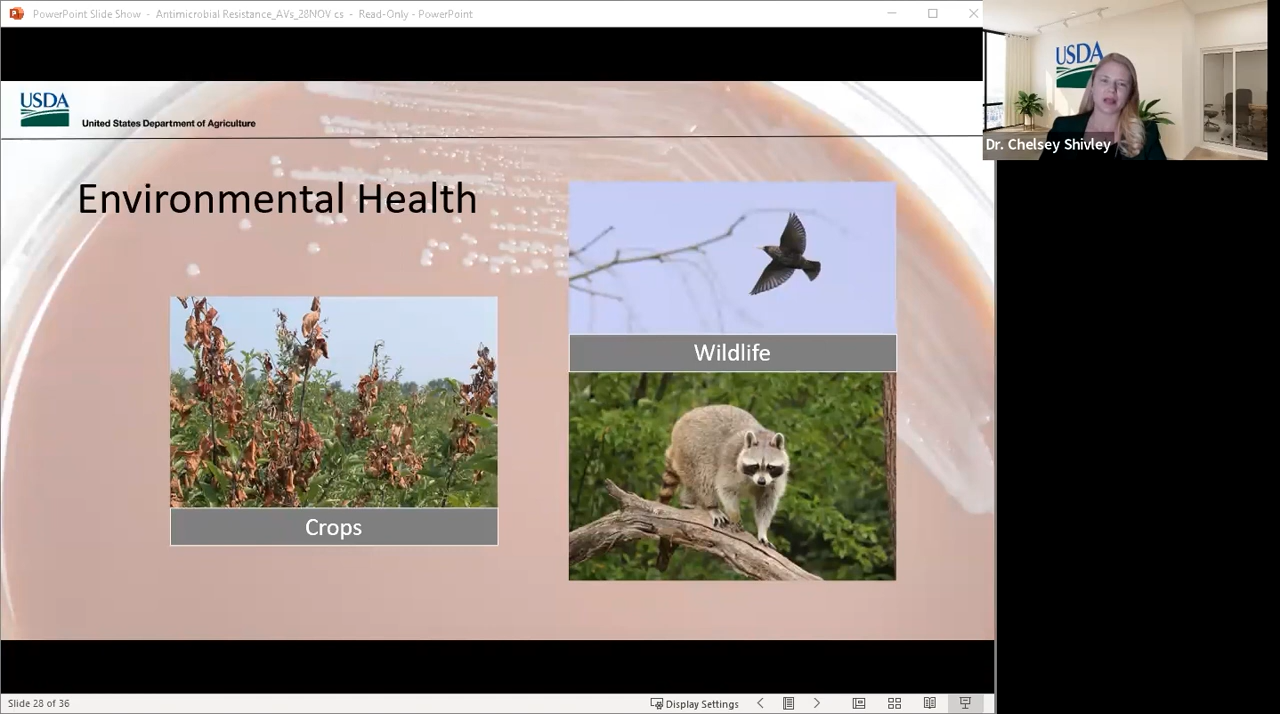 PowerPoint Slide Show - Antimicrobial Resistance_AVs_28NOV cs - Read-Only - PowerPoint
USDA
Dr. Chelsey Shivley
USDA
United States Department of Agriculture
Environmental Health
Wildlife
Crops
Slide 28 of 36
Display Settings